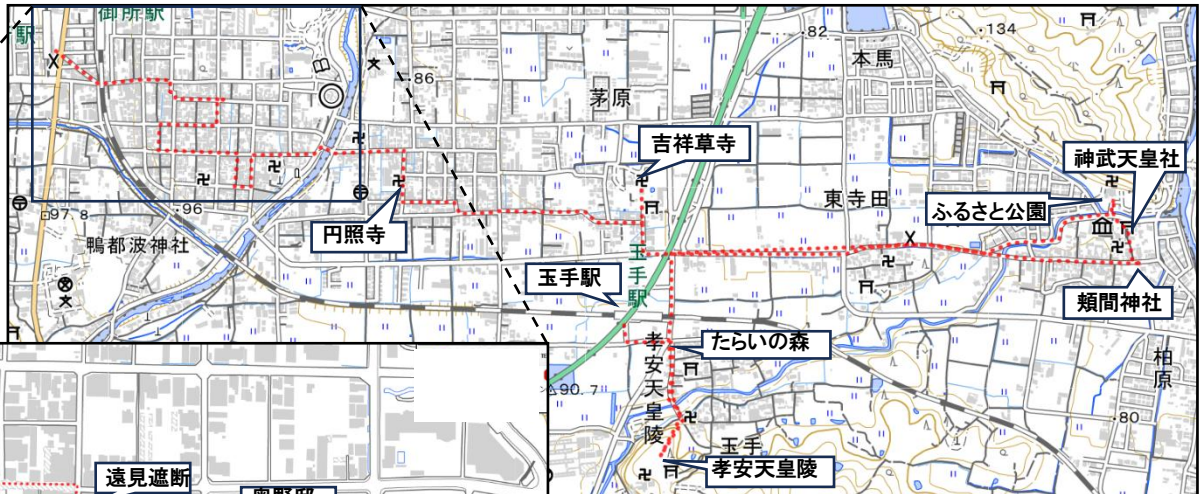 御所駅
駅
86
茅原
82
本馬
134
吉祥草寺
神武天皇社
ふるさと公園
東寺田
97.8
96
鴨都波神社
円照寺
玉手駅
玉手駅
頬間神社
たらいの森
孝安天皇陵
90.7
柏原
80
玉手
孝安天皇陵
遠見遮断
奥野邸